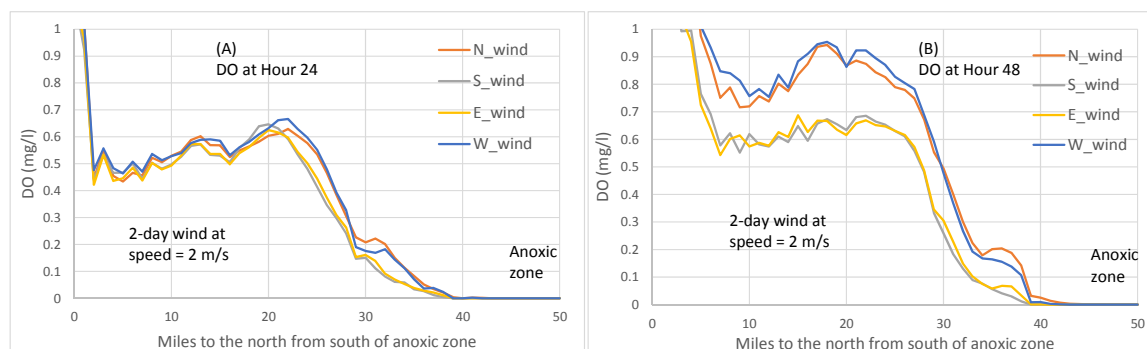 (A)
DO at Hour 24
N_wind
S_wind
E_wind
W_wind
2-day wind at
speed = 2 m/s
Anoxic
zone
DO (mg/l)
1
0.9
0.8
0.7
0.6
0.5
0.4
0.3
0.2
0.1
0
0 10 20 30 40 50
Miles to the north from south of anoxic zone
(B)
DO at Hour 48
N_wind
S_wind
E_wind
W_wind
2-day wind at
speed = 2 m/s
Anoxic
zone
DO (mg/l)
1
0.9
0.8
0.7
0.6
0.5
0.4
0.3
0.2
0.1
0
0 10 20 30 40 50
Miles to the north from south of anoxic zone